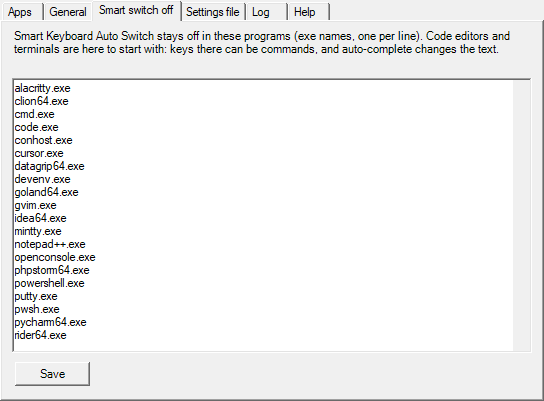 Apps General Smart switch off Settings file Log Help
Smart Keyboard Auto Switch stays off in these programs (exe names, one per line). Code editors and
terminals are here to start with: keys there can be commands, and auto-complete changes the text.
alacritty.exe
clion64.exe
cmd.exe
code.exe
conhost.exe
cursor.exe
datagrip64.exe
devenv.exe
goland64.exe
gvim.exe
idea64.exe
mintty.exe
notepad++.exe
openconsole.exe
phpstorm64.exe
powershell.exe
putty.exe
pwsh.exe
pycharm64.exe
rider64.exe
Save